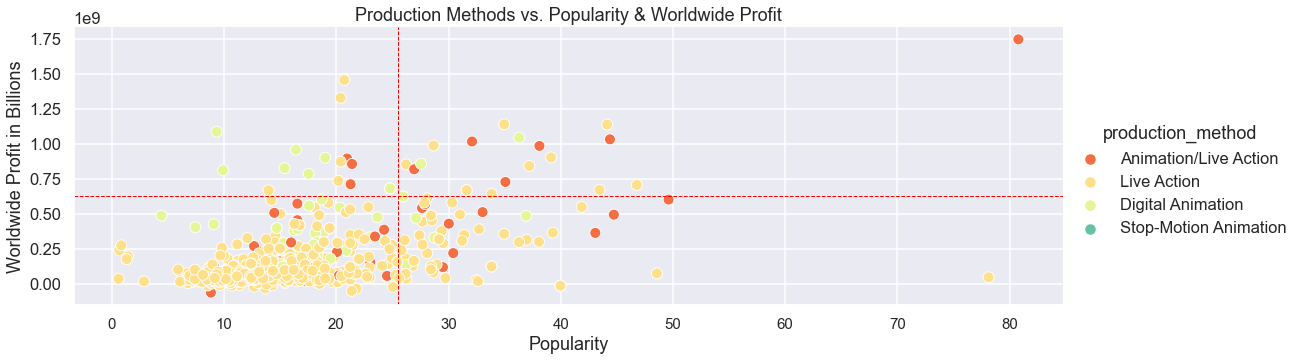 Production Methods vs. Popularity & Worldwide Profit
1e9
1.75
1.50
1.25
1.00
0.75
0.50
0.25
0.00
Worldwide Profit in Billions
0 10 20 30 40 50 60 70 80
Popularity
production_method
Animation/Live Action
Live Action
Digital Animation
Stop-Motion Animation